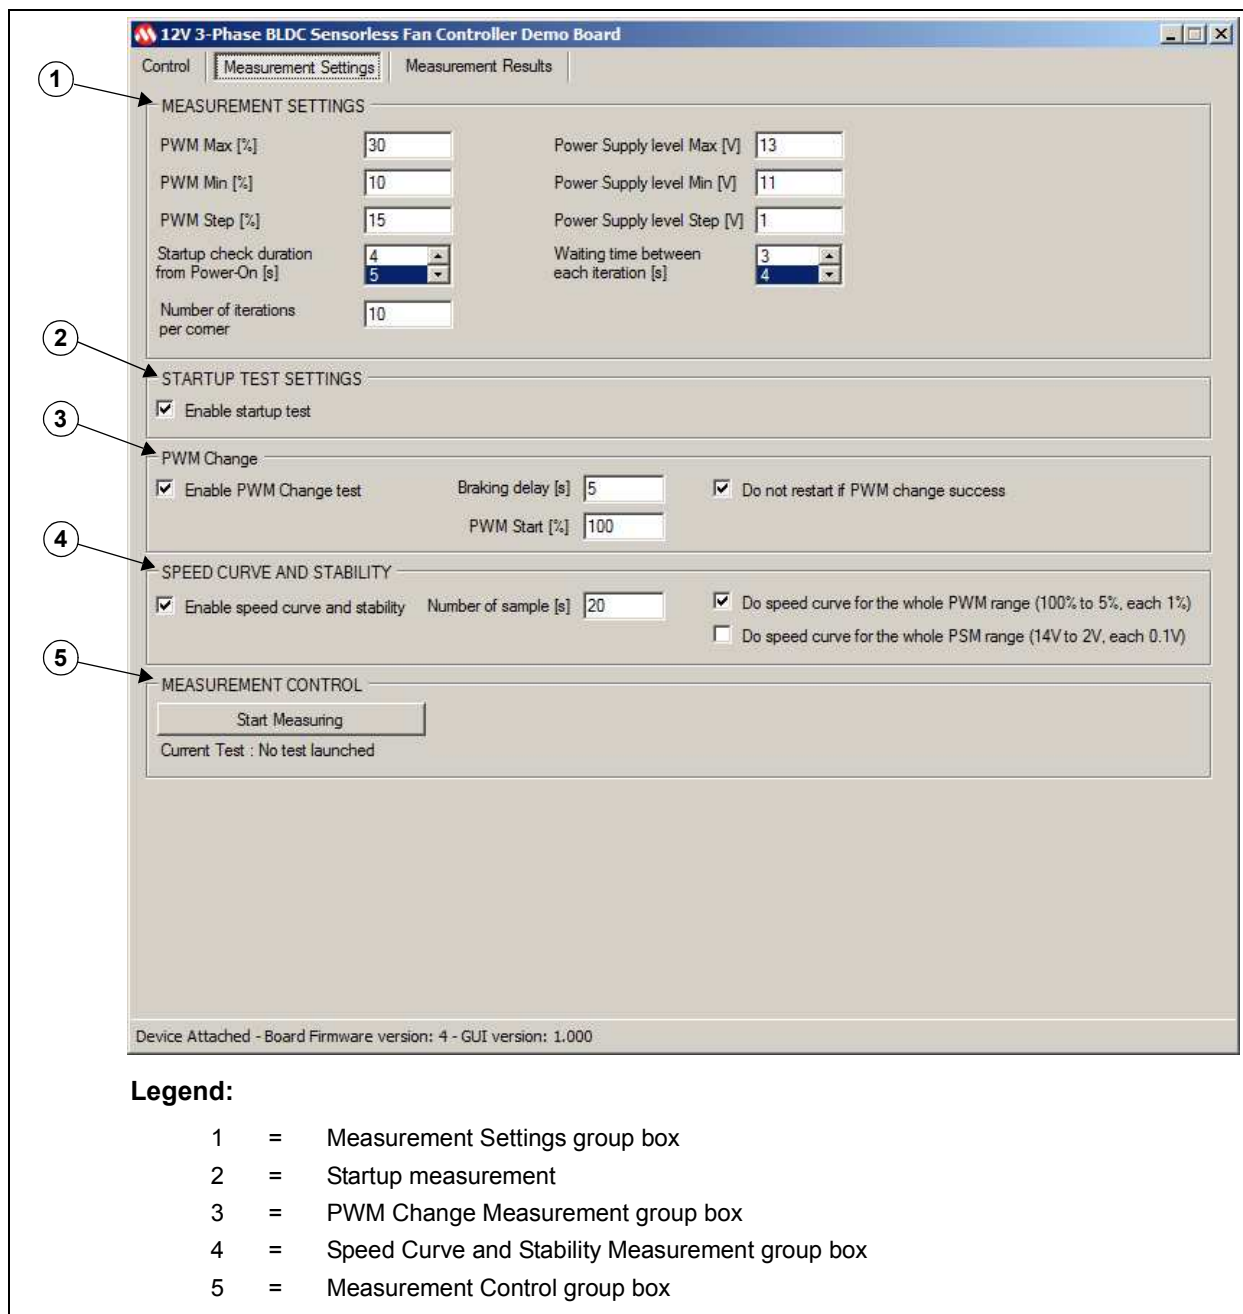 12V 3-Phase BLDC Sensorless Fan Controller Demo Board
Control Measurement Settings Measurement Results
1
MEASUREMENT SETTINGS
PWM Max [%] 30 Power Supply level Max [V] 13
PWM Min [%] 10 Power Supply level Min [V] 11
PWM Step [%] 15 Power Supply level Step [V] 1
Startup check duration 4 Waiting time between 3
from Power-On [s] 5 each iteration [s] 4
Number of iterations 10
per corner
2
STARTUP TEST SETTINGS
Enable startup test
3
PWM Change
Enable PWM Change test Braking delay [s] 5 Do not restart if PWM change success
PWM Start [%] 100
4
SPEED CURVE AND STABILITY
Enable speed curve and stability Number of sample [s] 20 Do speed curve for the whole PWM range (100% to 5%, each 1%)
Do speed curve for the whole PSM range (14V to 2V, each 0.1V)
5
MEASUREMENT CONTROL
Start Measuring
Current Test : No test launched
Device Attached - Board Firmware version: 4 - GUI version: 1.000
Legend:
1 = Measurement Settings group box
2 = Startup measurement
3 = PWM Change Measurement group box
4 = Speed Curve and Stability Measurement group box
5 = Measurement Control group box